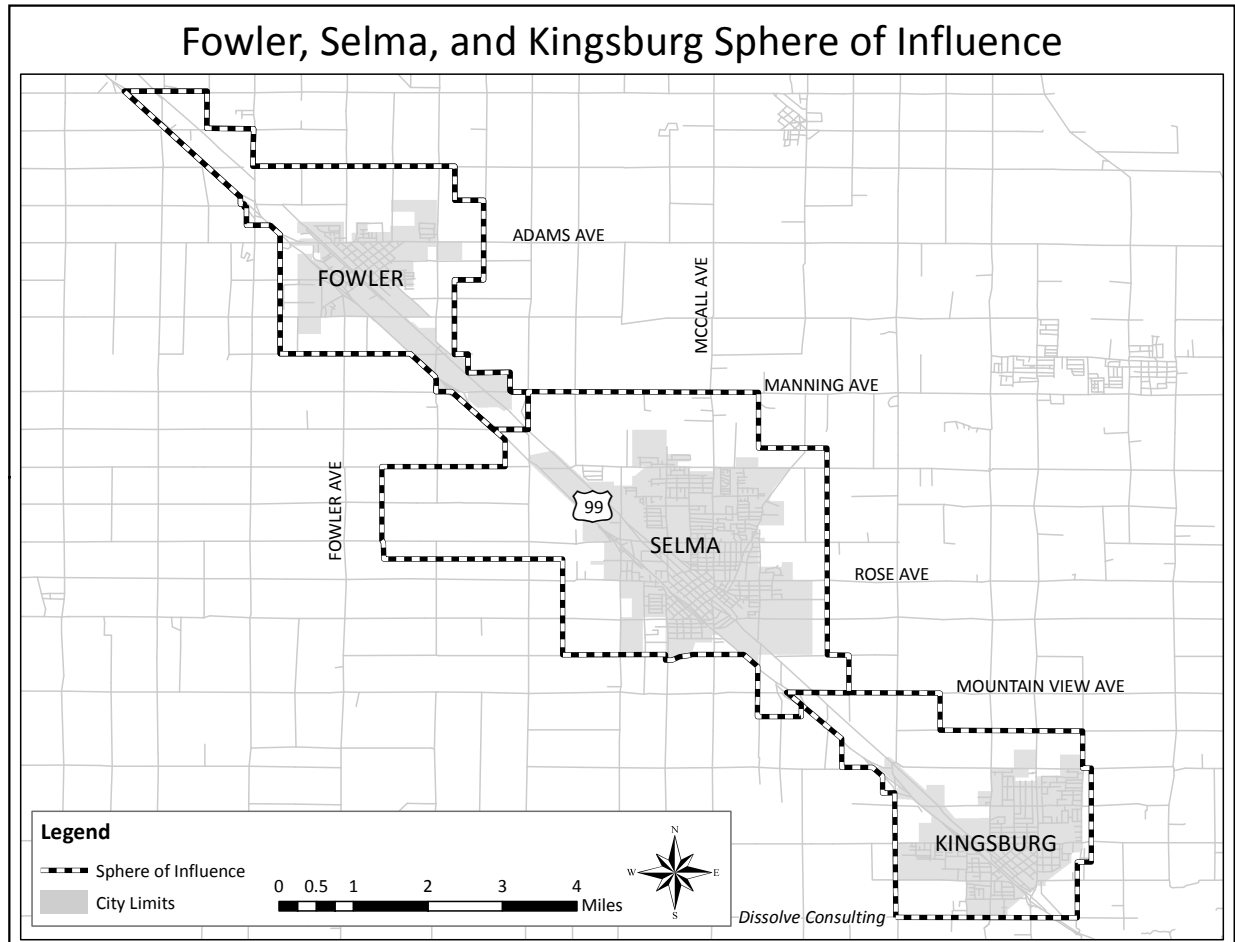 Fowler, Selma, and Kingsburg Sphere of Influence
ADAMS AVE
FOWLER
MCCALL AVE
MANNING AVE
FOWLER AVE
99
SELMA
ROSE AVE
MOUNTAIN VIEW AVE
KINGSBURG
Legend
Sphere of Influence
City Limits
0 0.5 1 2 3 4
Miles
N
W E
S
Dissolve Consulting